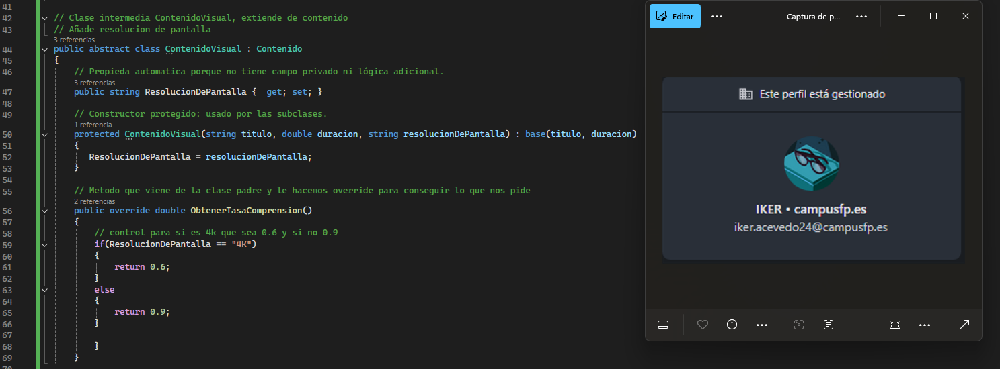 41
42 // Clase intermedia ContenidoVisual, extiende de contenido
43 // Añade resolucion de pantalla
3 referencias
44 public abstract class ContenidoVisual : Contenido
45 {
46 // Propieda automatica porque no tiene campo privado ni lógica adicional.
3 referencias
47 public string ResolucionDePantalla {  get; set; }
48
49 // Constructor protegido: usado por las subclases.
1 referencia
50 protected ContenidoVisual(string titulo, double duracion, string resolucionDePantalla) : base(titulo, duracion)
51 {
52 ResolucionDePantalla = resolucionDePantalla;
53 }
54
55 // Metodo que viene de la clase padre y le hacemos override para conseguir lo que nos pide
2 referencias
56 public override double ObtenerTasaComprension()
57 {
58 // control para si es 4k que sea 0.6 y si no 0.9
59 if(ResolucionDePantalla == "4K")
60 {
61 return 0.6;
62 }
63 else
64 {
65 return 0.9;
66 }
67
68 }
69 }
70
Editar
Captura de p...
Este perfil está gestionado
IKER • campusfp.es
iker.acevedo24@campusfp.es